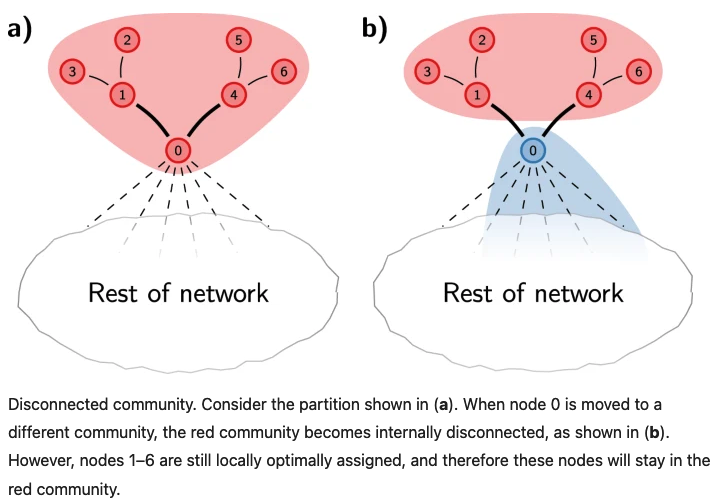 a)
2
5
3
6
1
4
0
Rest of network
b)
2
5
3
6
1
4
0
Rest of network
Disconnected community. Consider the partition shown in (a). When node 0 is moved to a
different community, the red community becomes internally disconnected, as shown in (b).
However, nodes 1–6 are still locally optimally assigned, and therefore these nodes will stay in the
red community.